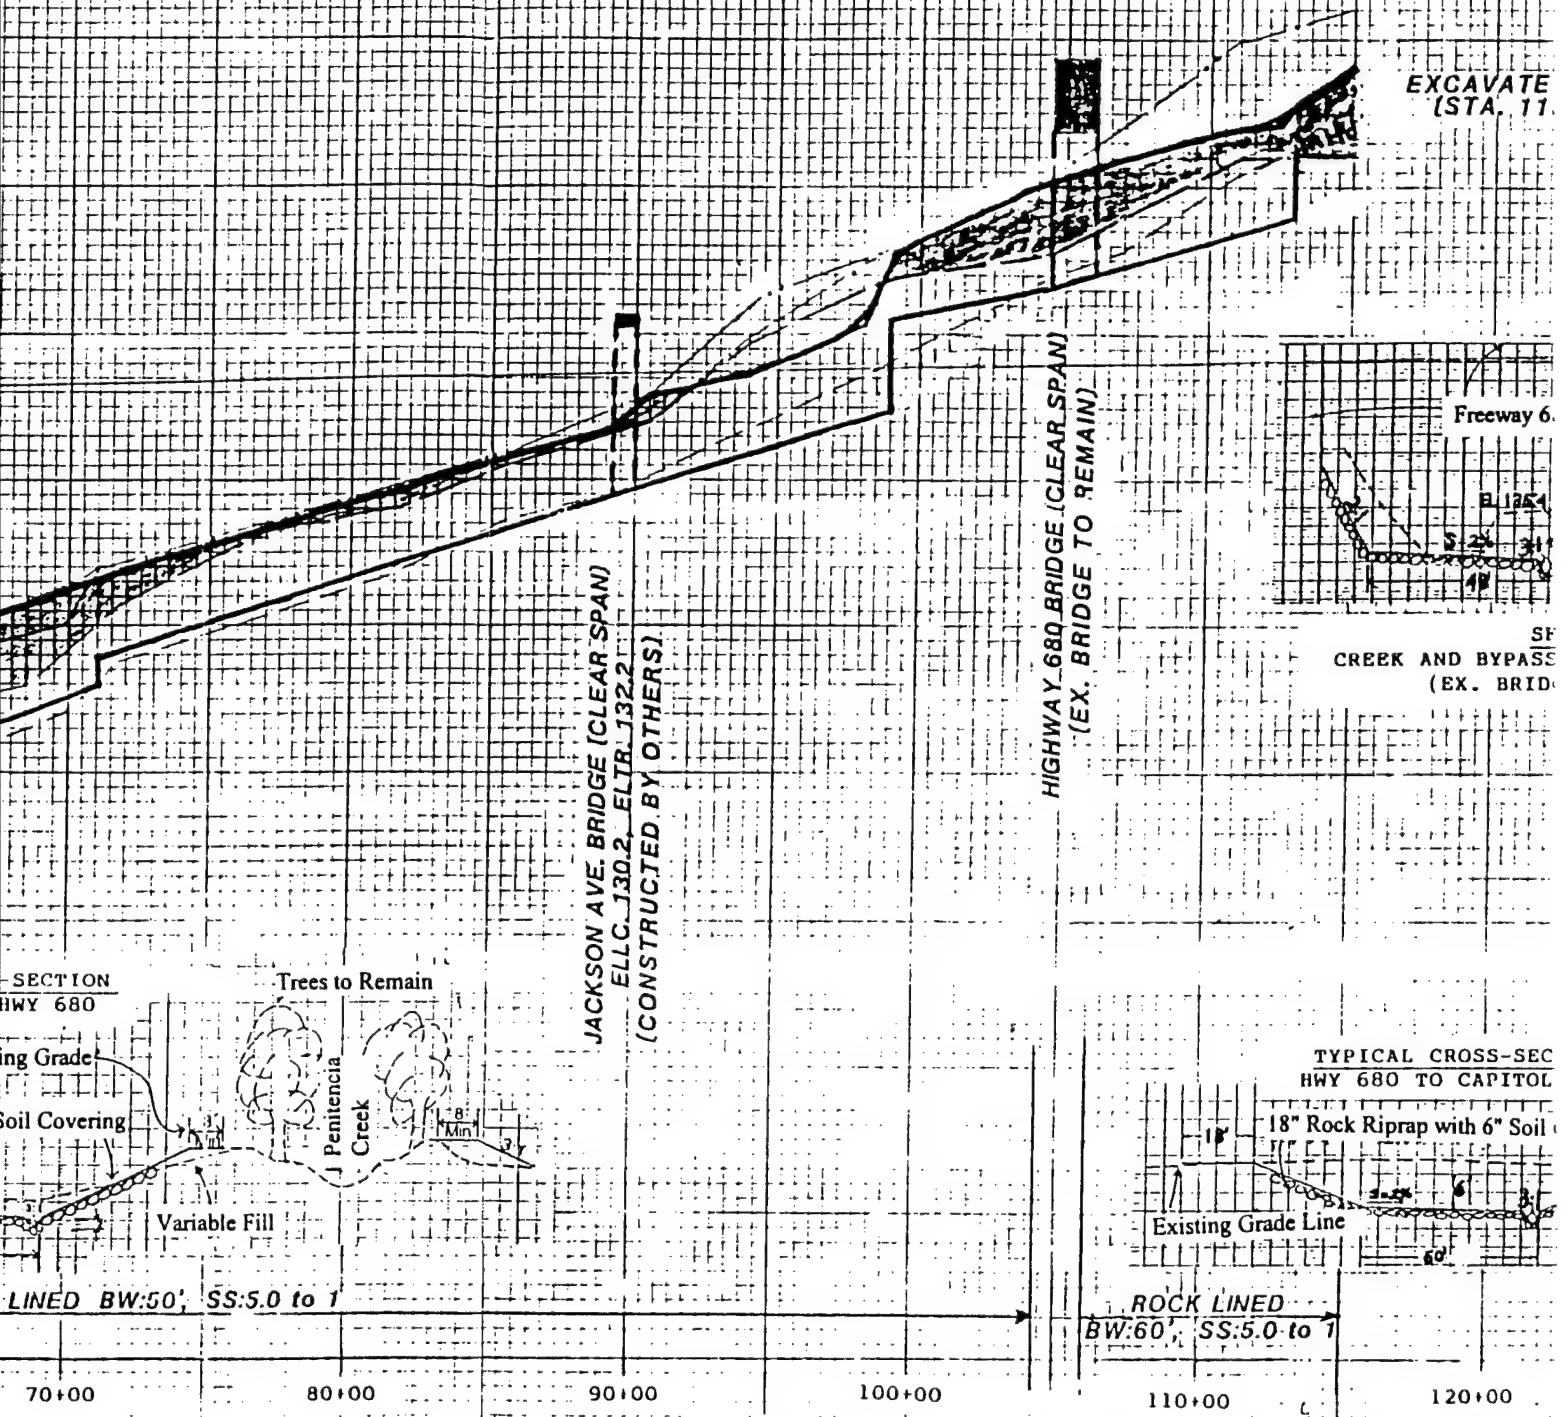 EXCAVATE
(STA. 11
Freeway 6
CREEK AND BYPASS
(EX. BRID
JACKSON AVE. BRIDGE (CLEAR SPAN)
ELLC. 130.2, ELTR. 132.2
(CONSTRUCTED BY OTHERS)
HIGHWAY 680 BRIDGE (CLEAR SPAN)
(EX. BRIDGE TO REMAIN)
-SECTION
HWY 680
ing Grade
Soil Covering
Variable Fill
Trees to Remain
Penitencia
Creek
8
Min
TYPICAL CROSS-SEC
HWY 680 TO CAPITOL
18" Rock Riprap with 6" Soil
18'
Existing Grade Line
60'
LINED BW:50', SS:5.0 to 1
ROCK LINED
BW:60', SS:5.0 to 1
70+00 80+00 90+00 100+00 110+00 120+00